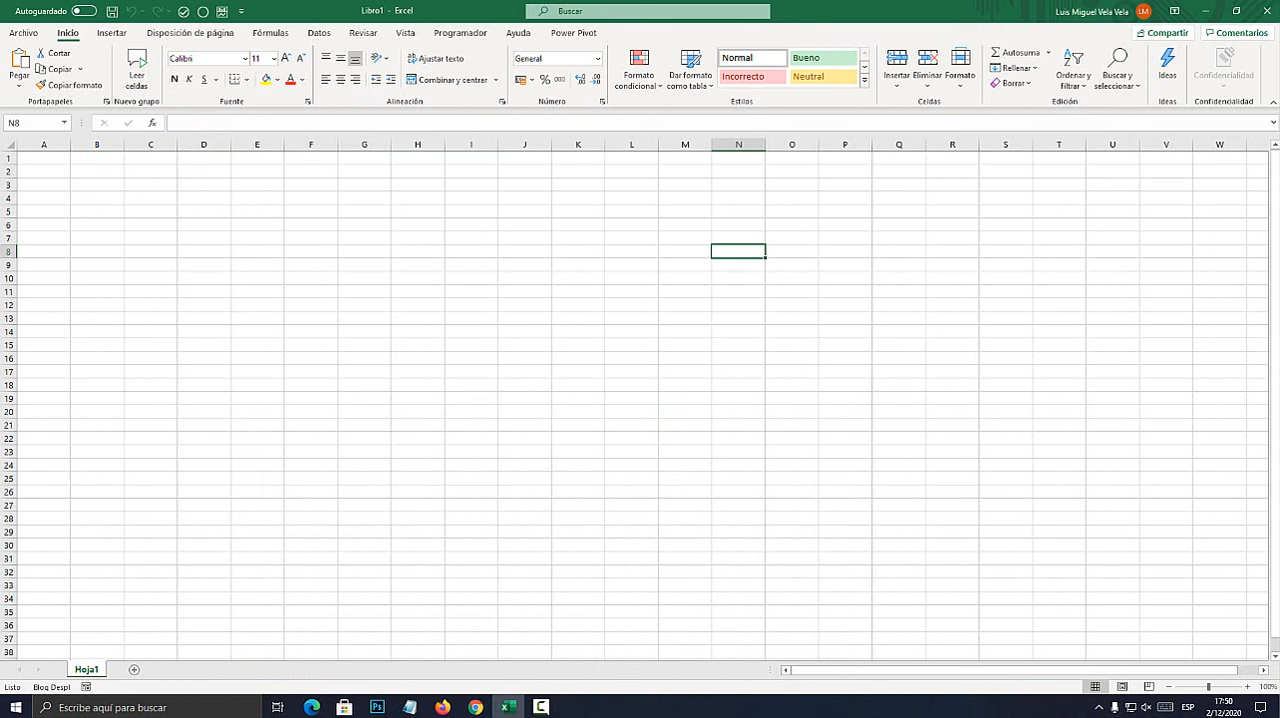 Autoguardado
Libro1 - Excel
Buscar
Luis Miguel Vela Vela
LM
Archivo Inicio Insertar Disposición de página Fórmulas Datos Revisar Vista Programador Ayuda Power Pivot
Compartir Comentarios
Pegar
Cortar
Copiar
Copiar formato
Portapapeles
Leer celdas
Nuevo grupo
Calibri 11
N K S
Fuente
Ajustar texto
Combinar y centrar
Alineación
General
% 000
Número
Formato condicional
Dar formato como tabla
Normal Bueno
Incorrecto Neutral
Estilos
Insertar Eliminar Formato
Celdas
Autosuma
Rellenar
Borrar
Ordenar y filtrar
Buscar y seleccionar
Edición
Ideas
Ideas
Confidencialidad
Confidencialidad
N8
fx
A B C D E F G H I J K L M N O P Q R S T U V W
1
2
3
4
5
6
7
8
9
10
11
12
13
14
15
16
17
18
19
20
21
22
23
24
25
26
27
28
29
30
31
32
33
34
35
36
37
38
Hoja1
Listo Bloq Despl
100%
Escribe aquí para buscar
Ps
ESP
17:50
2/12/2020